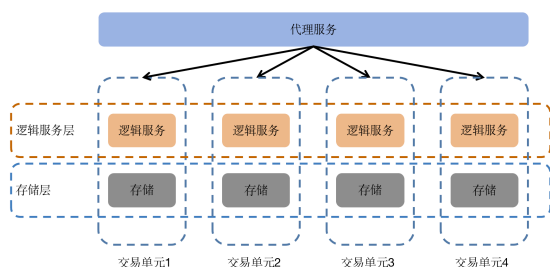 代理服务
逻辑服务层
逻辑服务
逻辑服务
逻辑服务
逻辑服务
存储层
存储
存储
存储
存储
交易单元1
交易单元2
交易单元3
交易单元4